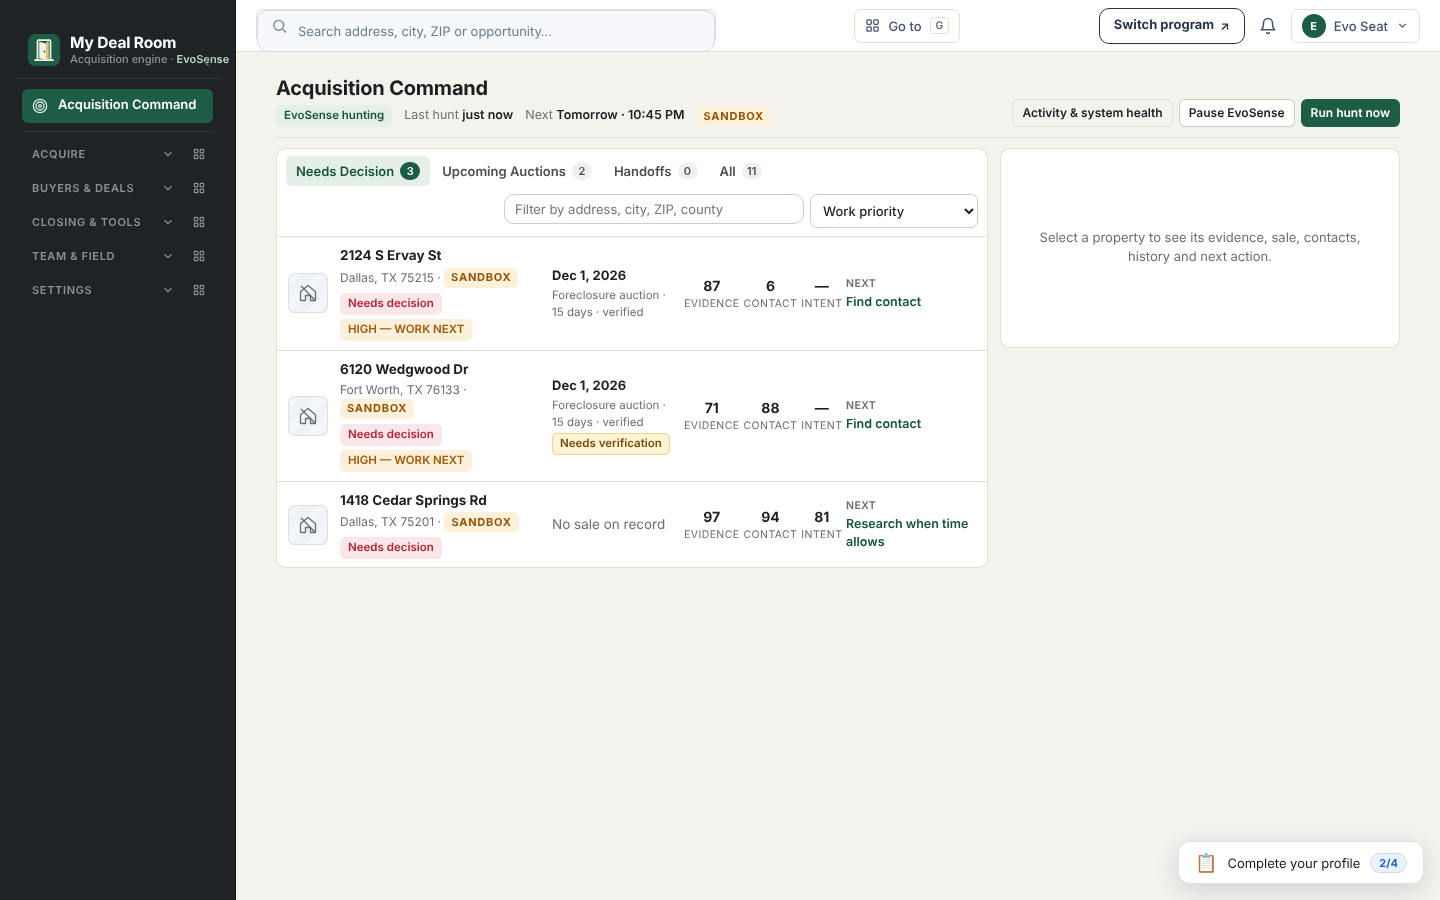 My Deal Room
Acquisition engine · EvoSense
Acquisition Command
ACQUIRE
BUYERS & DEALS
CLOSING & TOOLS
TEAM & FIELD
SETTINGS
Search address, city, ZIP or opportunity...
Go to G
Switch program
E Evo Seat
Acquisition Command
EvoSense hunting Last hunt just now Next Tomorrow · 10:45 PM SANDBOX
Activity & system health Pause EvoSense Run hunt now
Needs Decision 3 Upcoming Auctions 2 Handoffs 0 All 11
Filter by address, city, ZIP, county Work priority
2124 S Ervay St
Dallas, TX 75215 · SANDBOX
Needs decision
HIGH — WORK NEXT
Dec 1, 2026
Foreclosure auction ·
15 days · verified
87 6 —
EVIDENCE CONTACT INTENT
NEXT
Find contact
6120 Wedgwood Dr
Fort Worth, TX 76133 ·
SANDBOX
Needs decision
HIGH — WORK NEXT
Dec 1, 2026
Foreclosure auction ·
15 days · verified
Needs verification
71 88 —
EVIDENCE CONTACT INTENT
NEXT
Find contact
1418 Cedar Springs Rd
Dallas, TX 75201 · SANDBOX
Needs decision
No sale on record
97 94 81
EVIDENCE CONTACT INTENT
NEXT
Research when time
allows
Select a property to see its evidence, sale, contacts,
history and next action.
Complete your profile 2/4